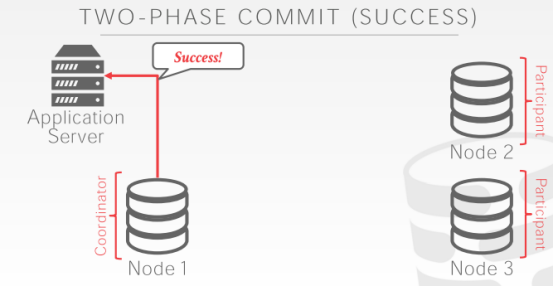 TWO-PHASE COMMIT (SUCCESS)
Success!
Application
Server
Participant
Node 2
Coordinator
Participant
Node 1
Node 3